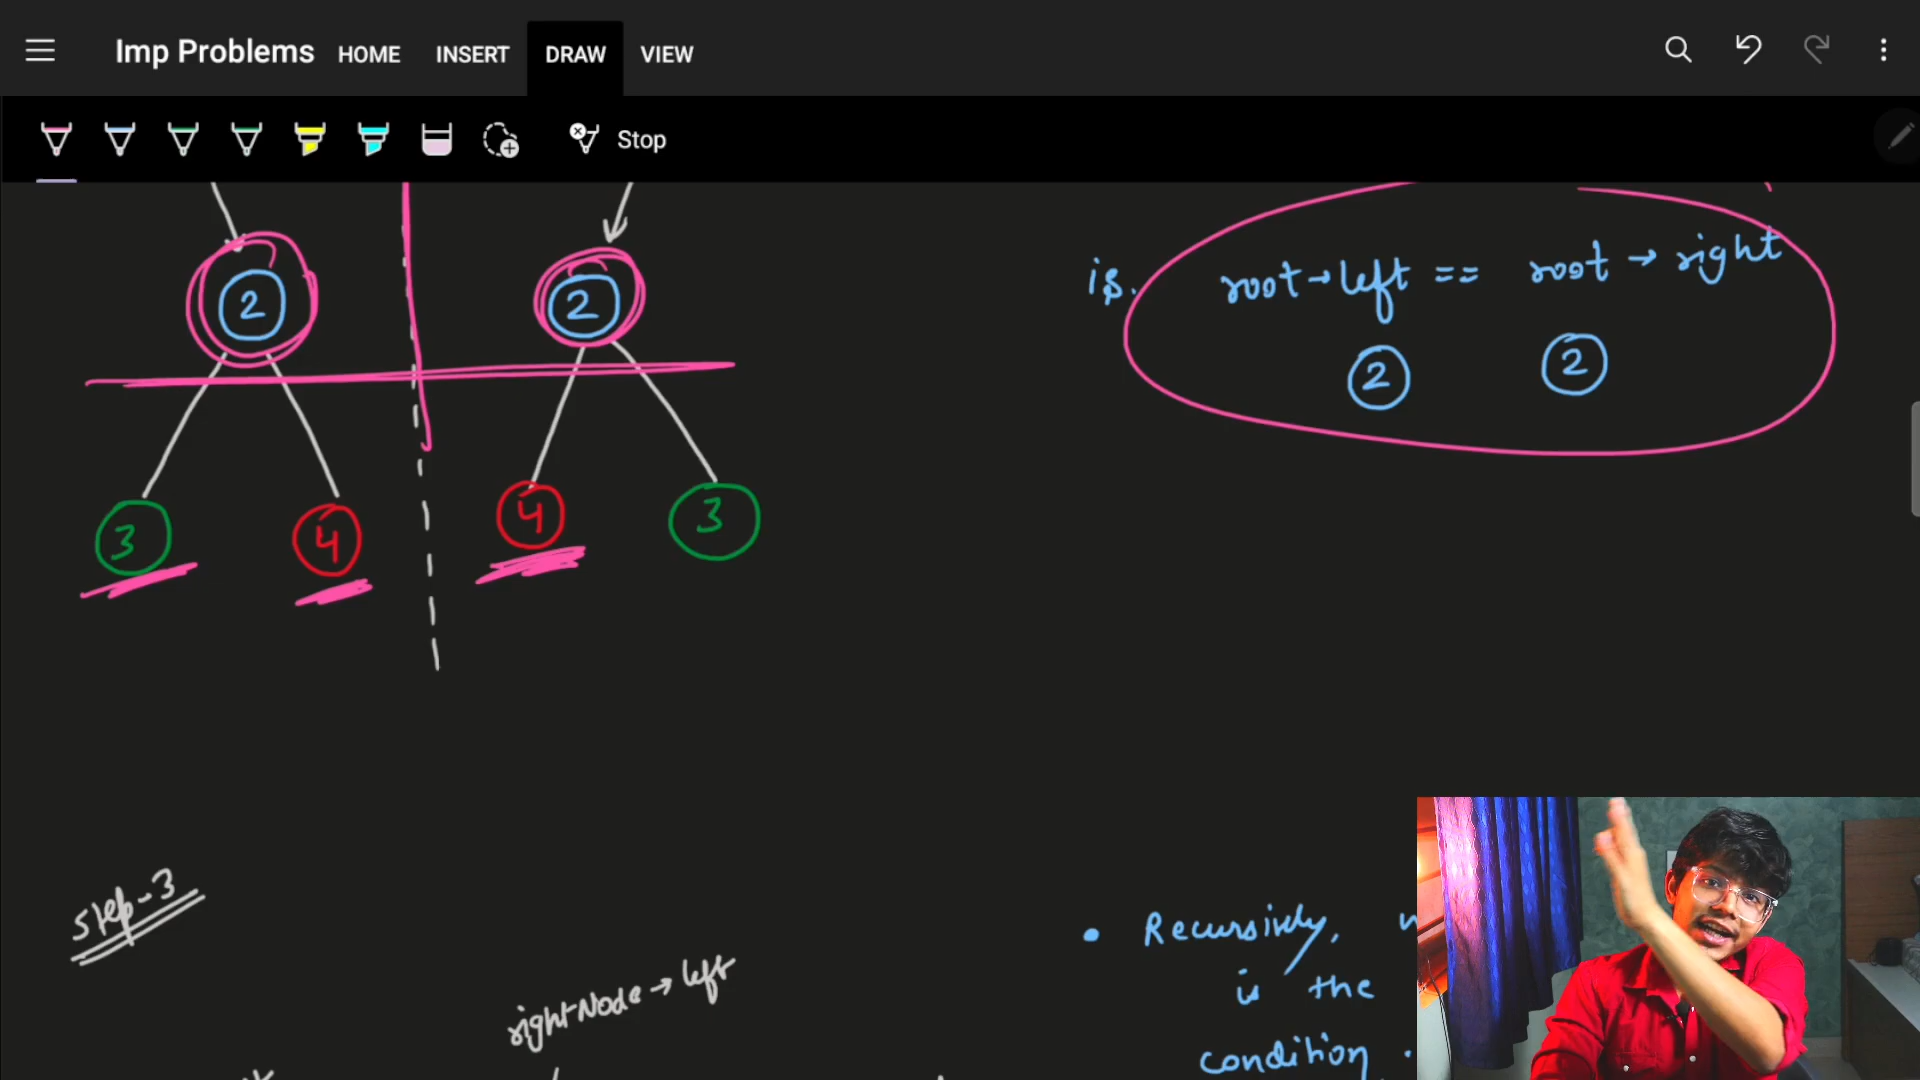 Imp Problems HOME INSERT DRAW VIEW
Stop
is. root→left == root → right
2 2
2 2
3 4 4 3
Step-3
• Recursively,
is the
rightNode → left
condition.